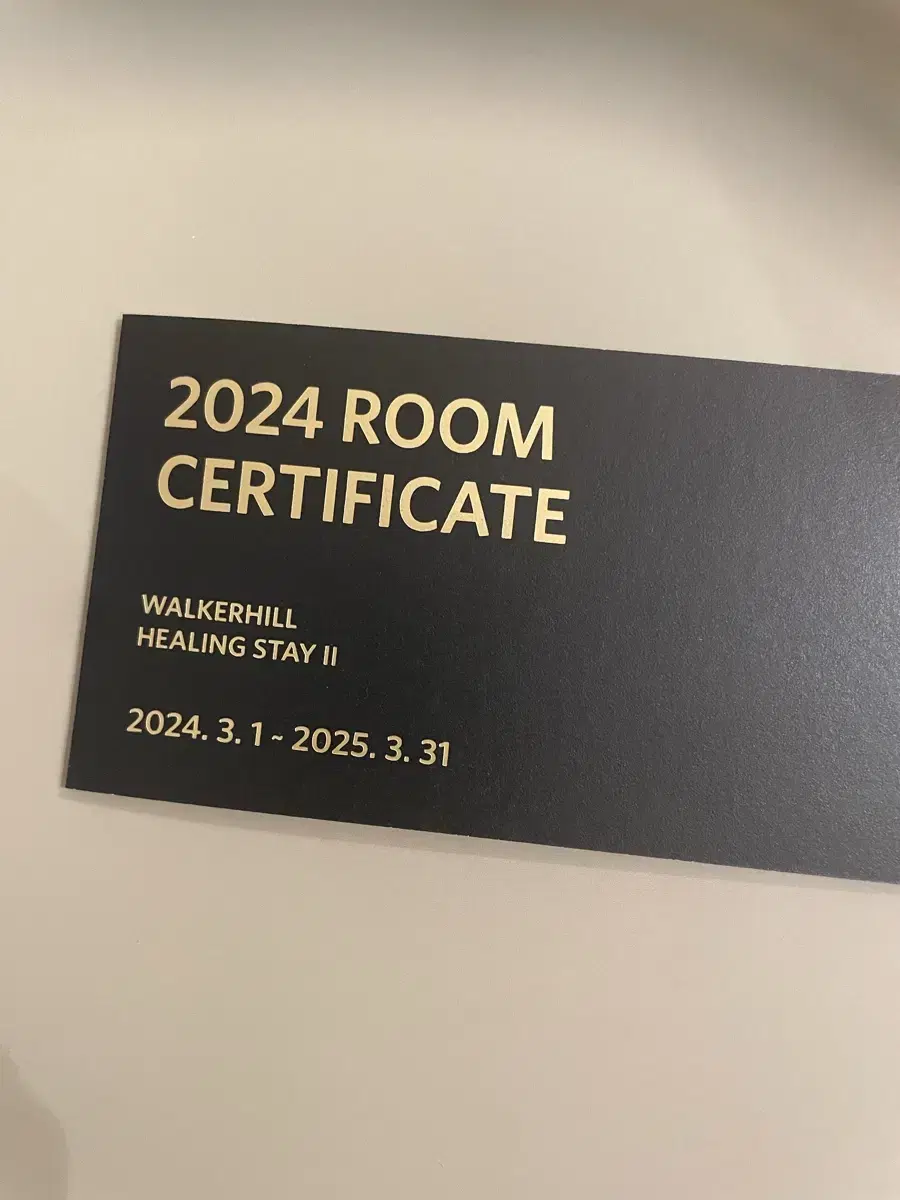 2024 ROOM
CERTIFICATE
WALKERHILL
HEALING STAY II
2024. 3. 1 ~ 2025. 3. 31